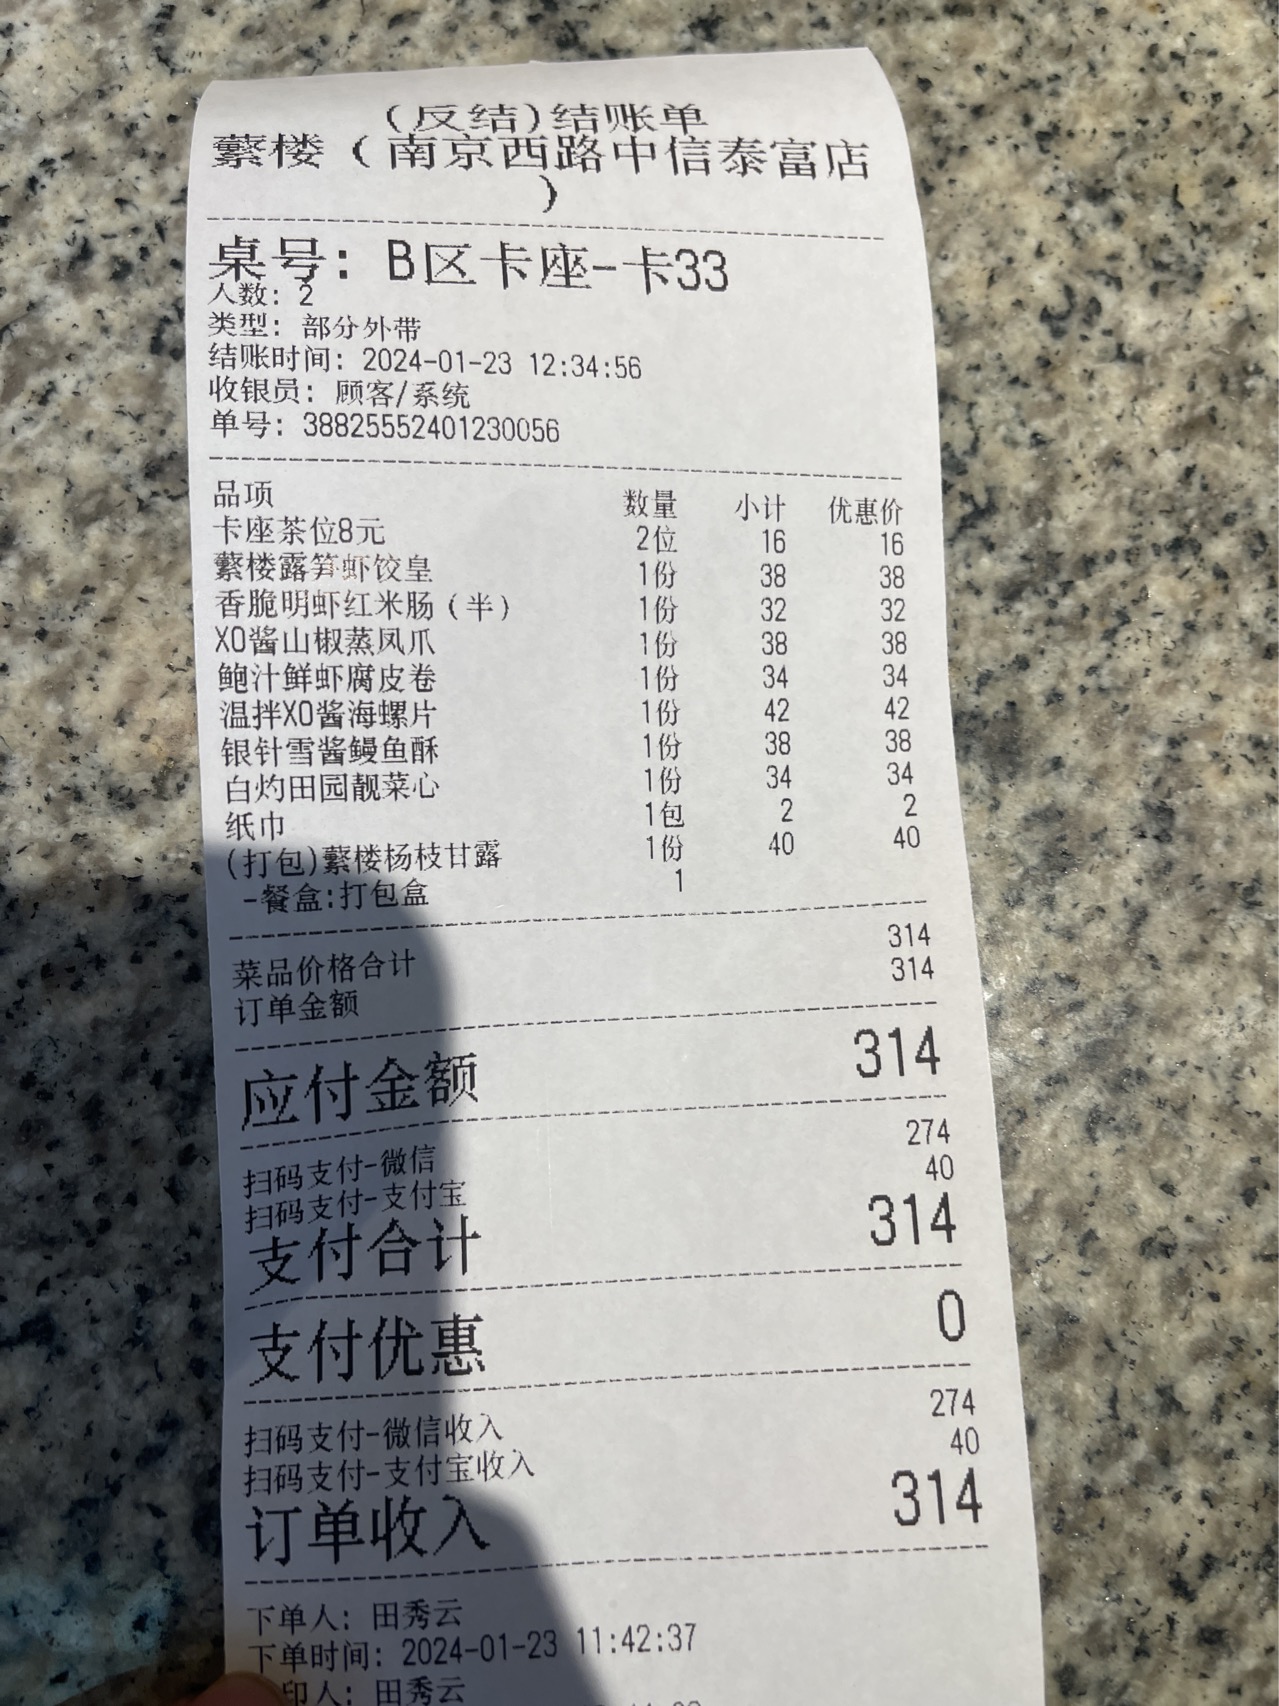 (反结)结账单
蘩楼（南京西路中信泰富店
）
桌号: B区卡座-卡33
人数: 2
类型: 部分外带
结账时间: 2024-01-23 12:34:56
收银员: 顾客/系统
单号: 38825552401230056
品项 数量 小计 优惠价
卡座茶位8元 2位 16 16
蘩楼露笋虾饺皇 1份 38 38
香脆明虾红米肠（半） 1份 32 32
XO酱山椒蒸凤爪 1份 38 38
鲍汁鲜虾腐皮卷 1份 34 34
温拌XO酱海螺片 1份 42 42
银针雪酱鳗鱼酥 1份 38 38
白灼田园靓菜心 1份 34 34
纸巾 1包 2 2
(打包)蘩楼杨枝甘露 1份 40 40
-餐盒:打包盒 1
菜品价格合计 314
订单金额 314
应付金额 314
扫码支付-微信 274
扫码支付-支付宝 40
支付合计 314
支付优惠 0
扫码支付-微信收入 274
扫码支付-支付宝收入 40
订单收入 314
下单人: 田秀云
下单时间: 2024-01-23 11:42:37
印人: 田秀云